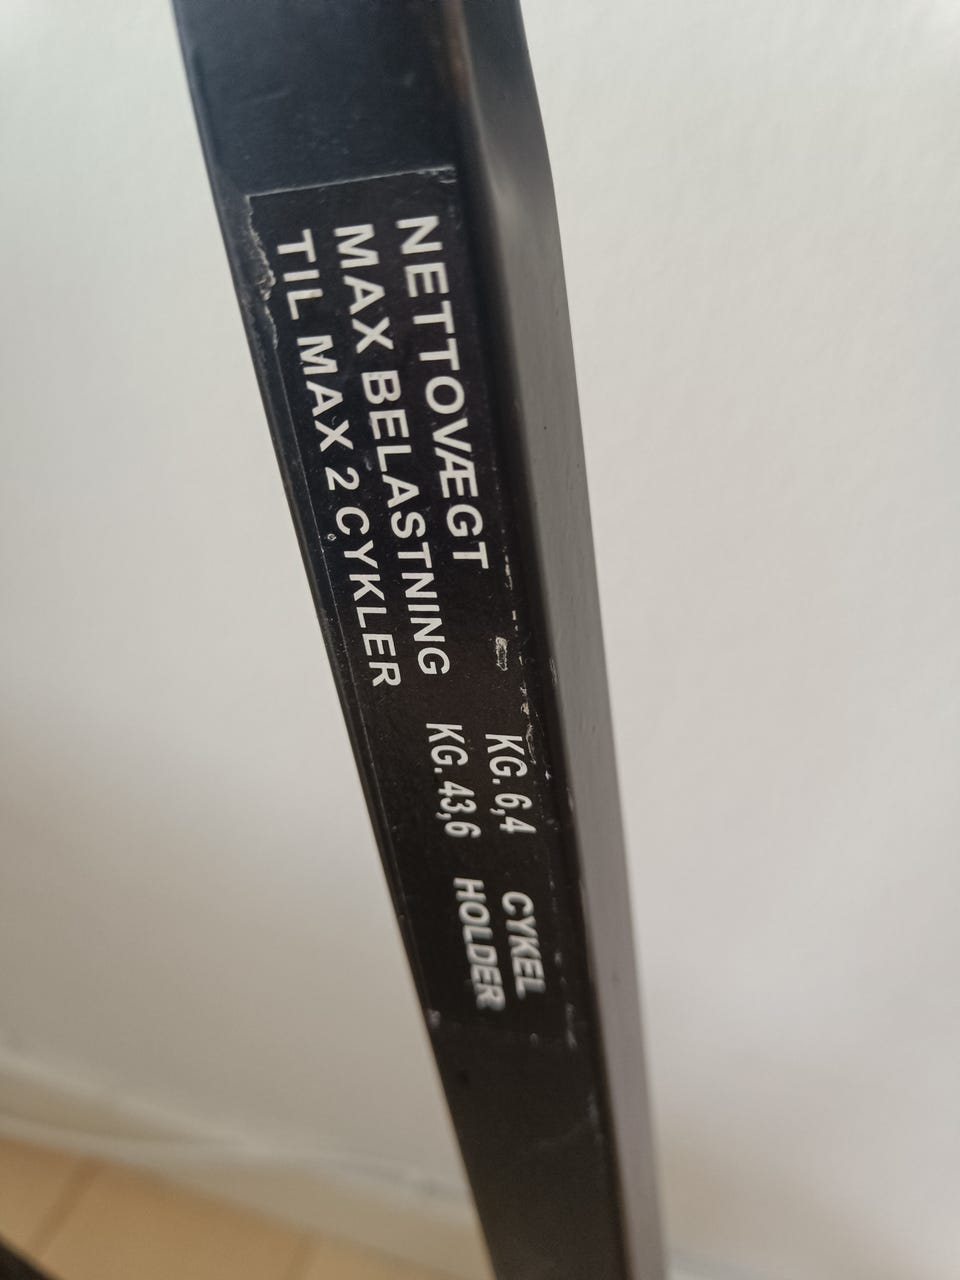 NETTOVÆGT KG. 6,4 CYKEL
MAX BELASTNING KG. 43,6 HOLDER
TIL MAX 2 CYKLER